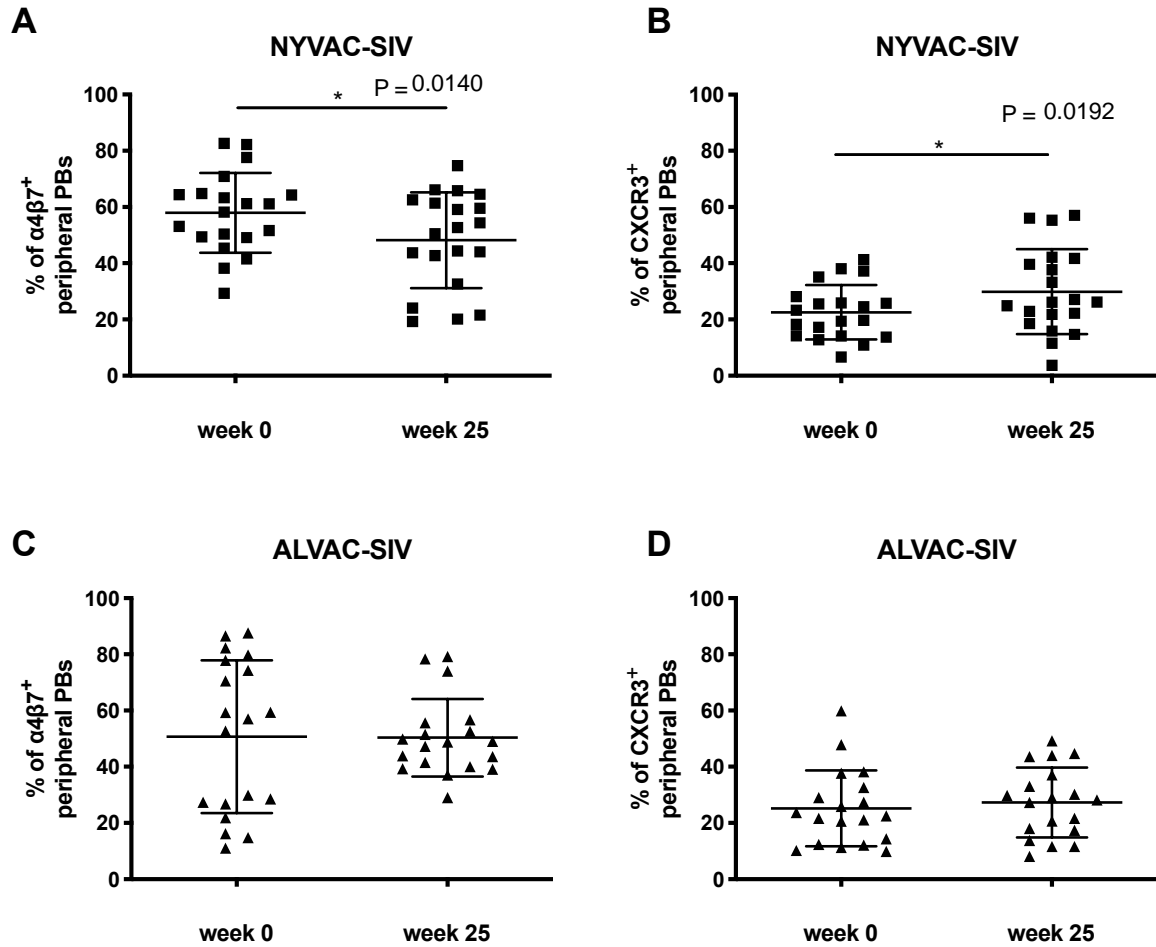 A
NYVAC-SIV
P = 0.0140
*
100
80
60
40
20
0
% of α4β7+
peripheral PBs
week 0
week 25
B
NYVAC-SIV
P = 0.0192
*
100
80
60
40
20
0
% of CXCR3+
peripheral PBs
week 0
week 25
C
ALVAC-SIV
100
80
60
40
20
0
% of α4β7+
peripheral PBs
week 0
week 25
D
ALVAC-SIV
100
80
60
40
20
0
% of CXCR3+
peripheral PBs
week 0
week 25